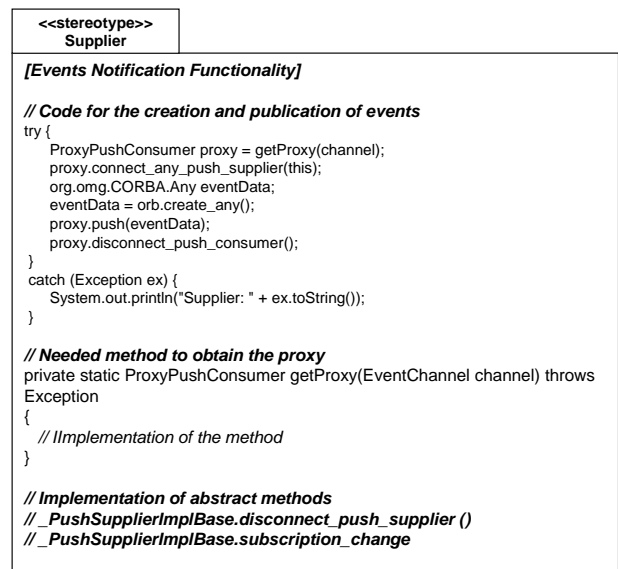 <<stereotype>>
Supplier
[Events Notification Functionality]
// Code for the creation and publication of events
try {
ProxyPushConsumer proxy = getProxy(channel);
proxy.connect_any_push_supplier(this);
org.omg.CORBA.Any eventData;
eventData = orb.create_any();
proxy.push(eventData);
proxy.disconnect_push_consumer();
}
catch (Exception ex) {
System.out.println("Supplier: " + ex.toString());
}
// Needed method to obtain the proxy
private static ProxyPushConsumer getProxy(EventChannel channel) throws
Exception
{
// IImplementation of the method
}
// Implementation of abstract methods
// _PushSupplierImplBase.disconnect_push_supplier ()
// _PushSupplierImplBase.subscription_change